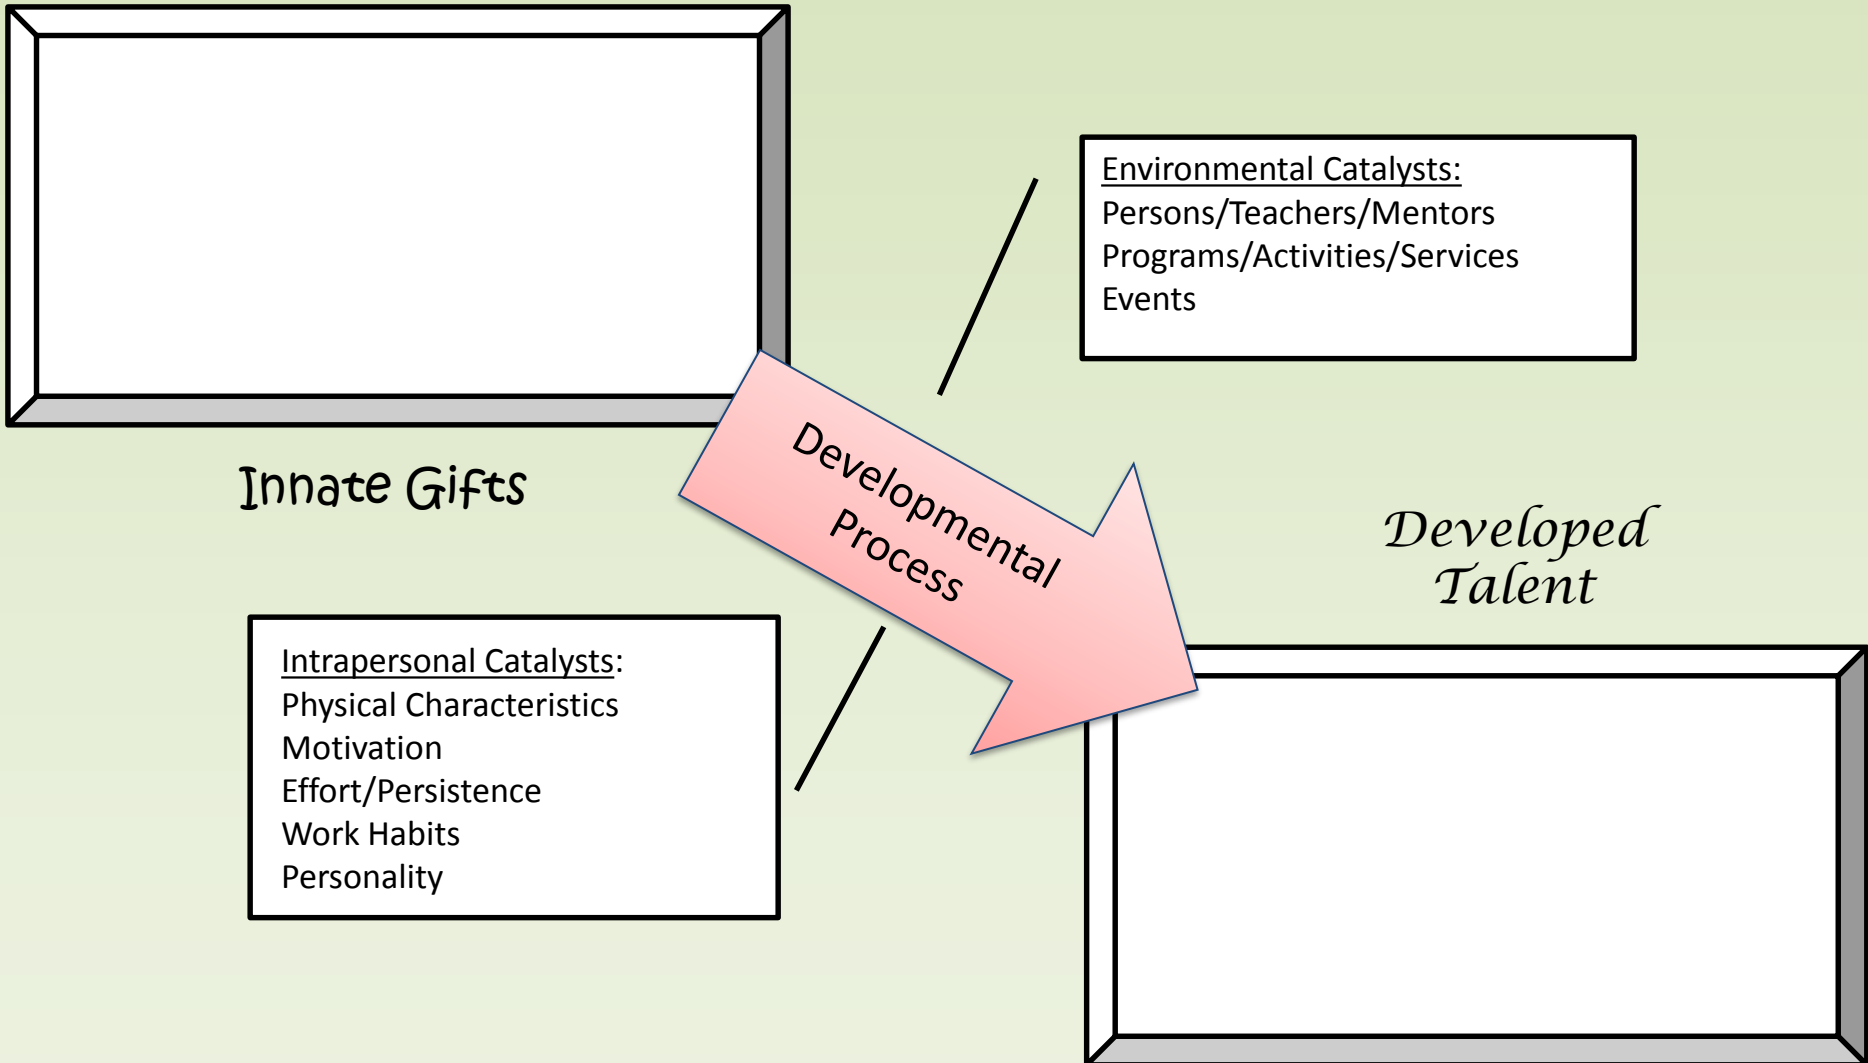 Environmental Catalysts:
Persons/Teachers/Mentors
Programs/Activities/Services
Events
Innate Gifts
Developmental
Process
Developed
Talent
Intrapersonal Catalysts:
Physical Characteristics
Motivation
Effort/Persistence
Work Habits
Personality